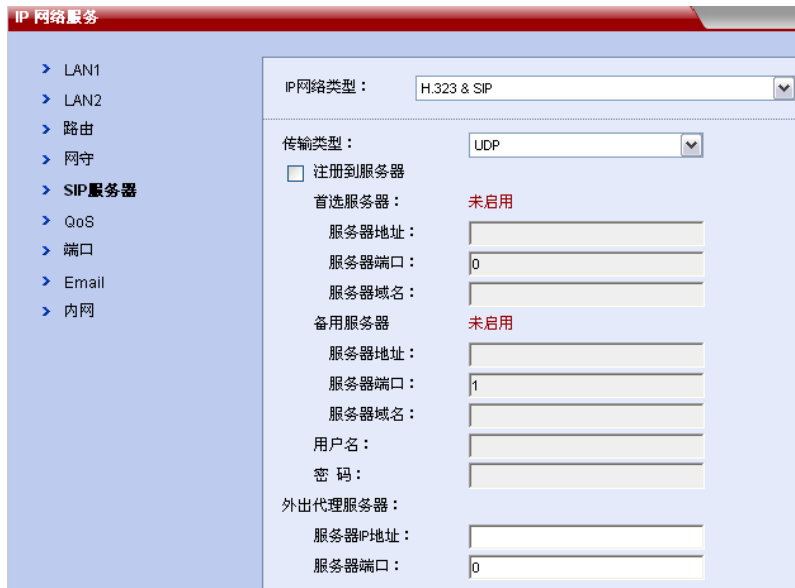 IP 网络服务
LAN1
LAN2
路由
网守
SIP服务器
QoS
端口
Email
内网
IP网络类型： H.323 & SIP
传输类型： UDP
注册到服务器
首选服务器： 未启用
服务器地址：
服务器端口： 0
服务器域名：
备用服务器 未启用
服务器地址：
服务器端口： 1
服务器域名：
用户名：
密 码：
外出代理服务器：
服务器IP地址：
服务器端口： 0